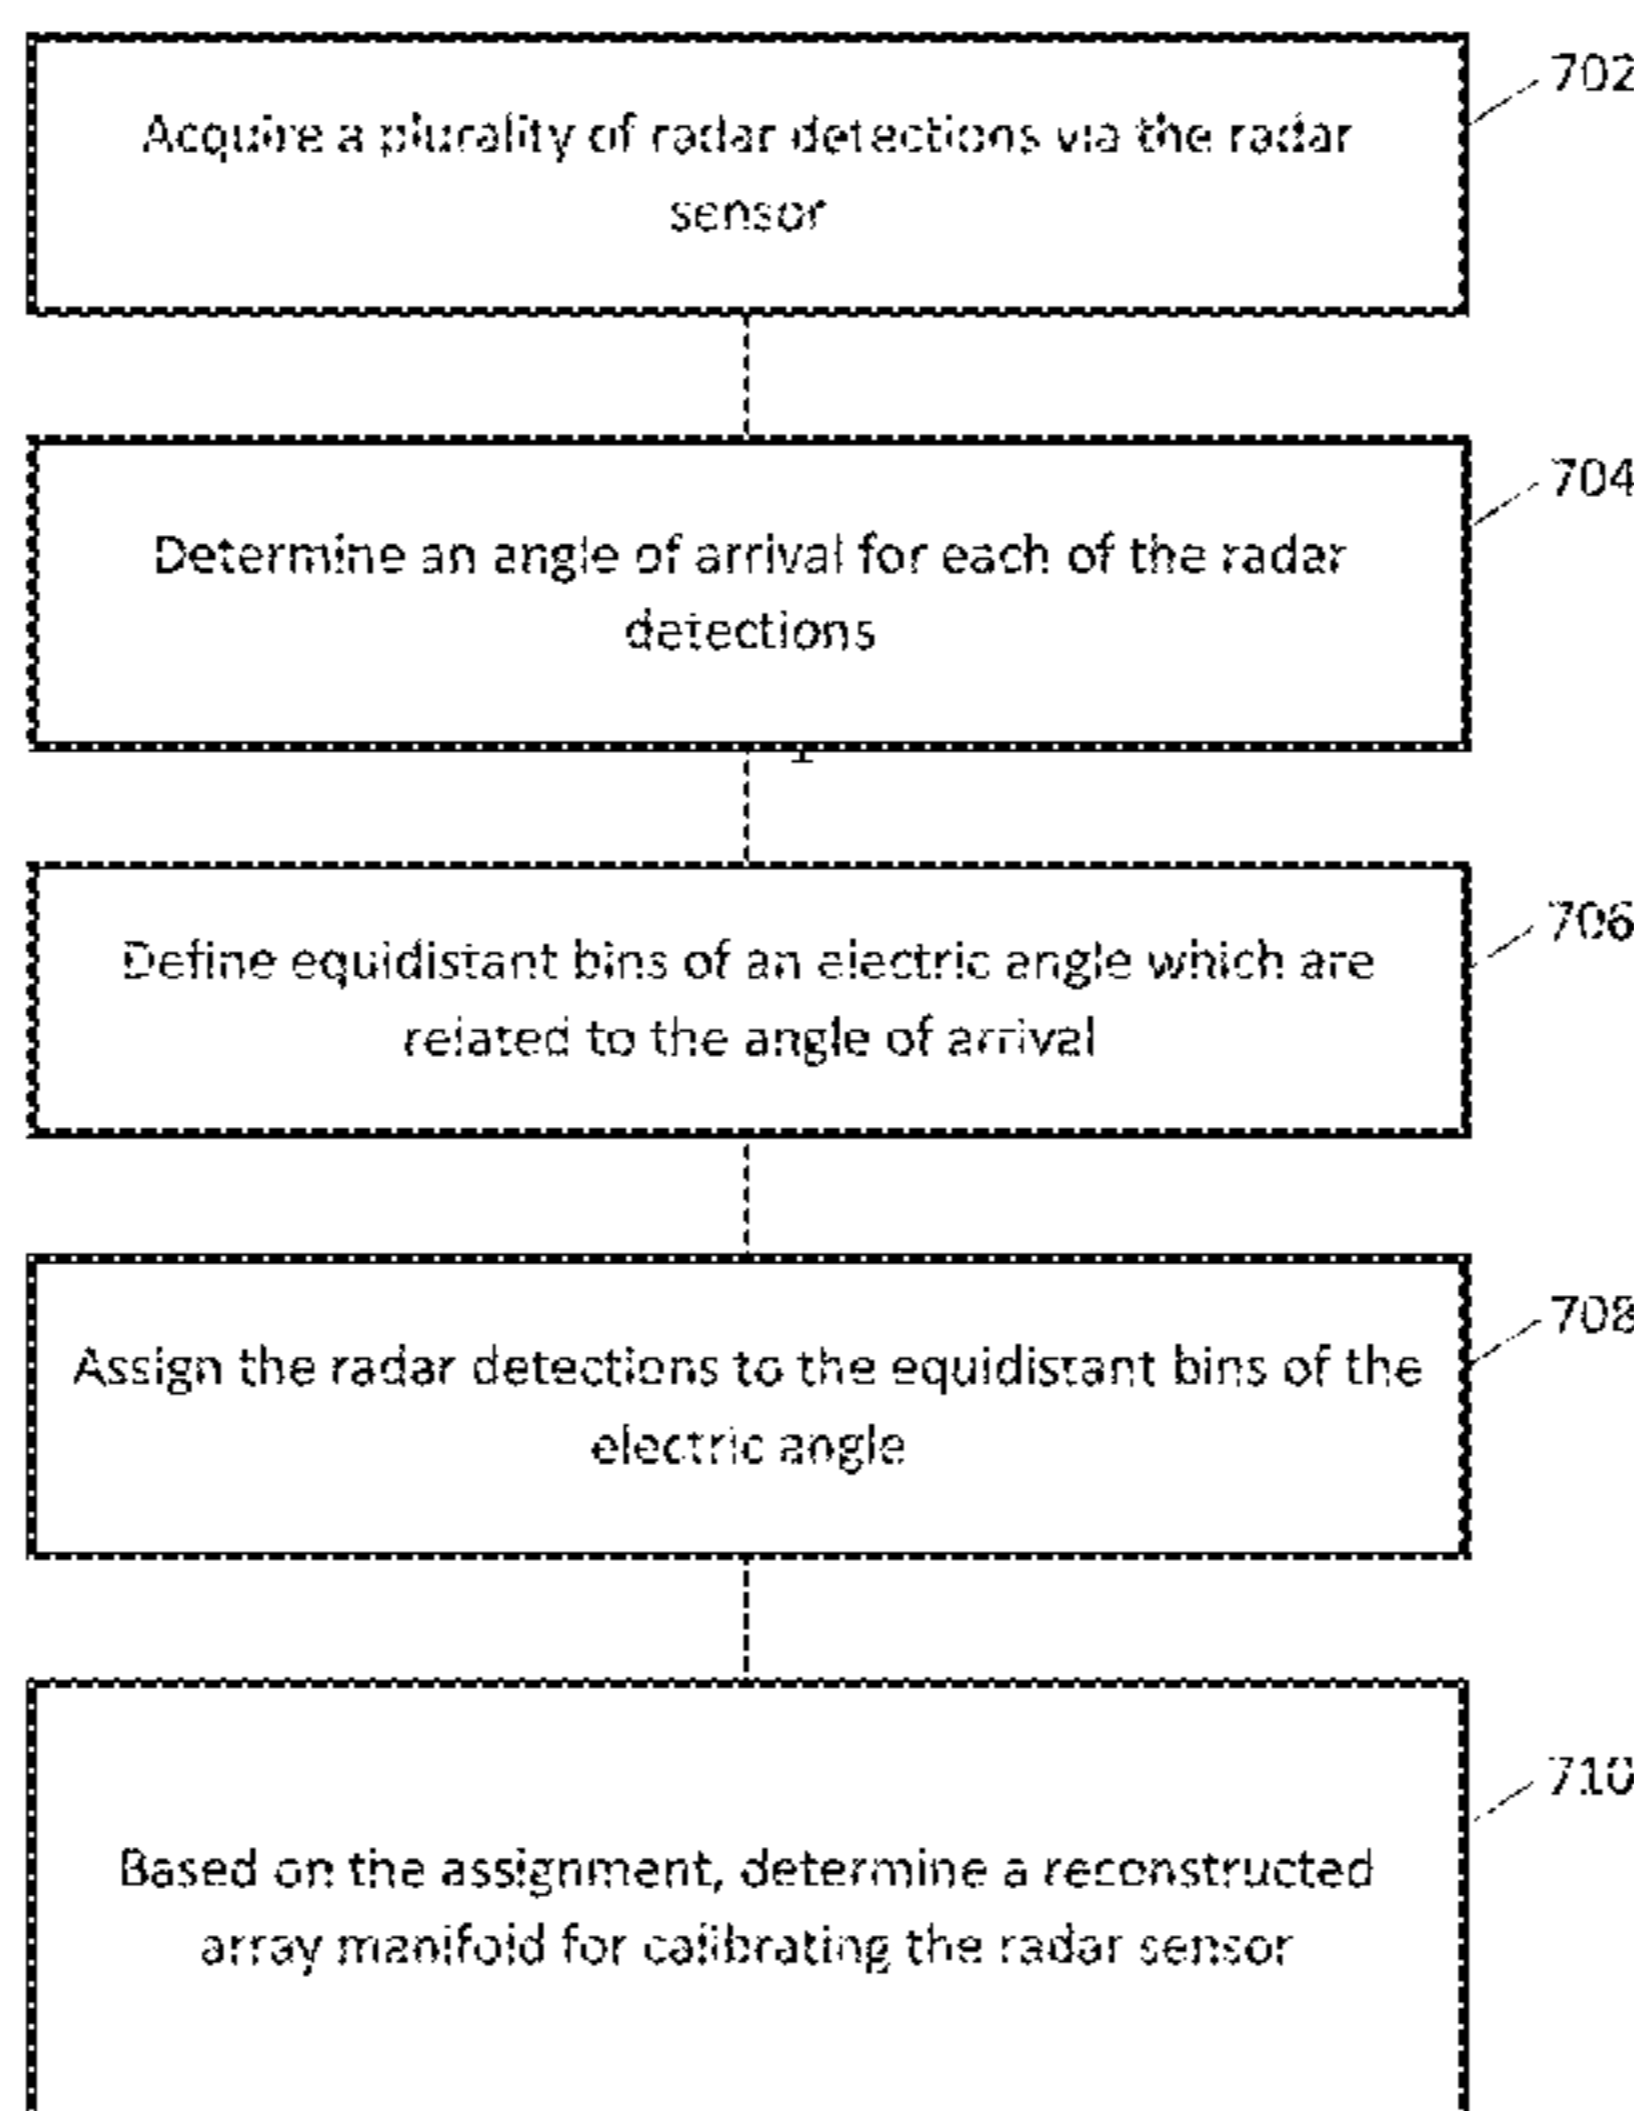 702
Acquire a plurality of radar detections via the radar
sensor
704
Determine an angle of arrival for each of the radar
detections
706
Define equidistant bins of an electric angle which are
related to the angle of arrival
708
Assign the radar detections to the equidistant bins of the
electric angle
710
Based on the assignment, determine a reconstructed
array manifold for calibrating the radar sensor